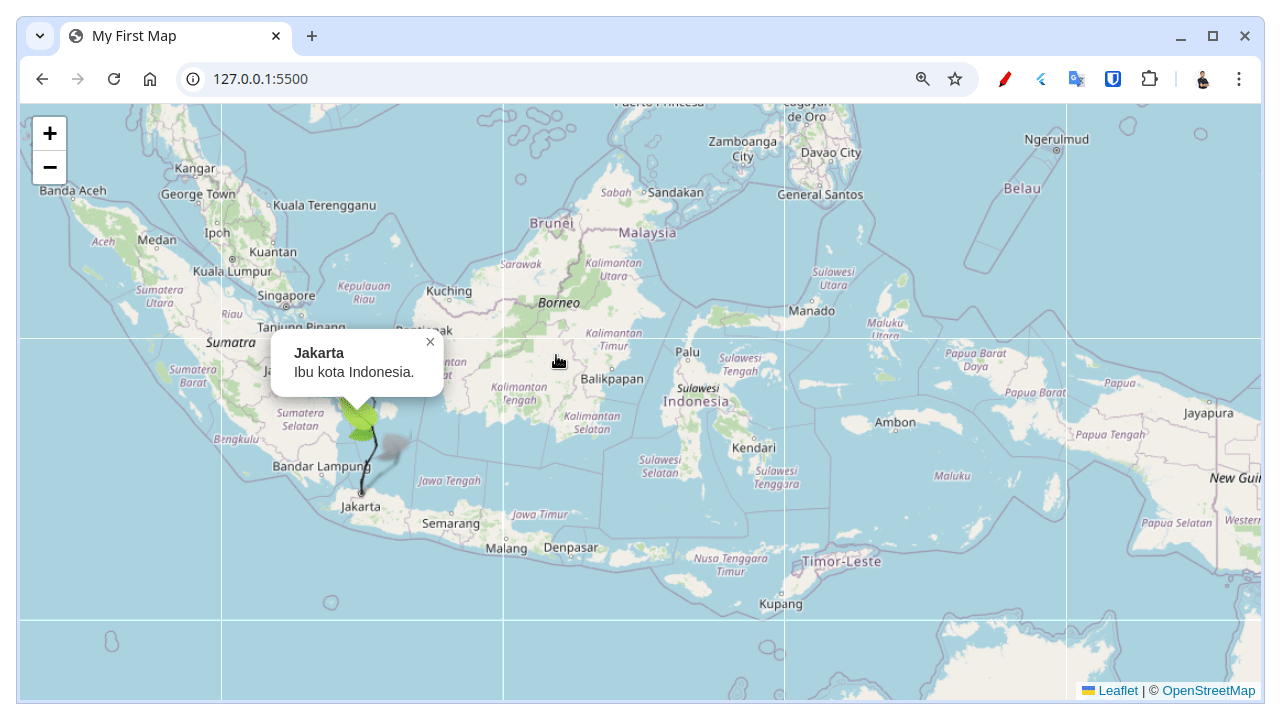 My First Map
127.0.0.1:5500
+
−
Puerto Princesa
Cagayan
de Oro
Zamboanga
City
Davao City
General Santos
Ngerulmud
Belau
Kangar
Banda Aceh
George Town
Kuala Terengganu
Sabah
Sandakan
Ipoh
Aceh
Medan
Kuantan
Brunei
Malaysia
Kuala Lumpur
Sarawak
Kalimantan
Utara
Sulawesi
Utara
Sumatera
Utara
Kepulauan
Riau
Kuching
Singapore
Borneo
Riau
Manado
Maluku
Utara
Tanjung Pinang
Pontianak
Sumatra
Kalimantan
Timur
Jakarta
Ibu kota Indonesia.
×
Palu
Sulawesi
Tengah
Papua Barat
Daya
Sumatera
Barat
Balikpapan
Kalimantan
Tengah
Sulawesi
Indonesia
Papua Barat
Papua
Jayapura
Sumatera
Selatan
Kalimantan
Selatan
Ambon
Papua Tengah
Bengkulu
Kendari
Bandar Lampung
Sulawesi
Selatan
Sulawesi
Tenggara
Maluku
New Gui
Jawa Tengah
Jakarta
Semarang
Jawa Timur
Papua Selatan
Western
Malang
Denpasar
Nusa Tenggara
Timur
Timor-Leste
Kupang
Leaflet | © OpenStreetMap